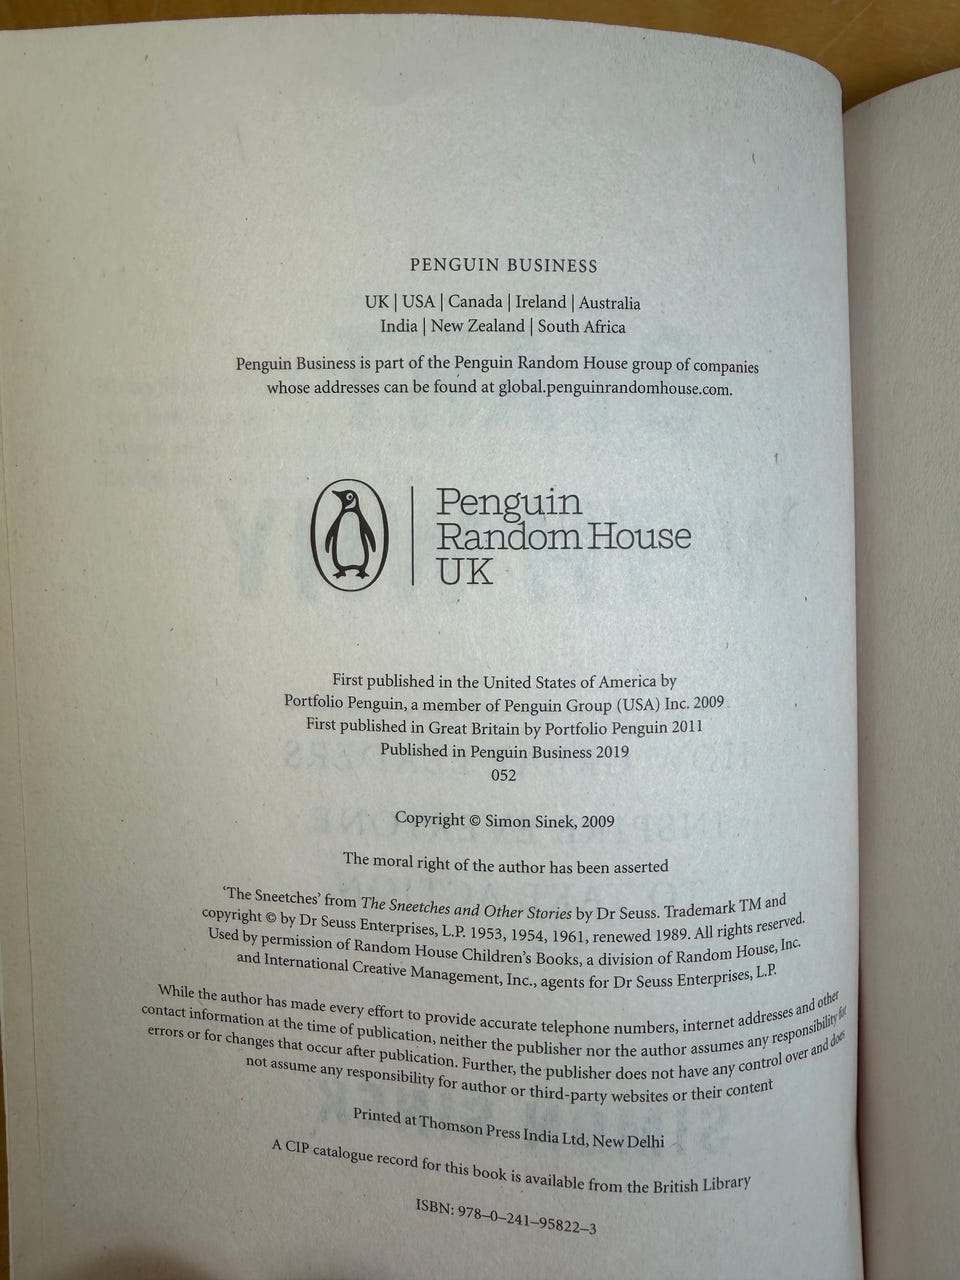 PENGUIN BUSINESS
UK | USA | Canada | Ireland | Australia
India | New Zealand | South Africa
Penguin Business is part of the Penguin Random House group of companies
whose addresses can be found at global.penguinrandomhouse.com.
Penguin
Random House
UK
First published in the United States of America by
Portfolio Penguin, a member of Penguin Group (USA) Inc. 2009
First published in Great Britain by Portfolio Penguin 2011
Published in Penguin Business 2019
052
Copyright © Simon Sinek, 2009
The moral right of the author has been asserted
‘The Sneetches’ from The Sneetches and Other Stories by Dr Seuss. Trademark TM and
copyright © by Dr Seuss Enterprises, L.P. 1953, 1954, 1961, renewed 1989. All rights reserved.
Used by permission of Random House Children’s Books, a division of Random House, Inc.
and International Creative Management, Inc., agents for Dr Seuss Enterprises, L.P.
While the author has made every effort to provide accurate telephone numbers, internet addresses and other
contact information at the time of publication, neither the publisher nor the author assumes any responsibility for
errors or for changes that occur after publication. Further, the publisher does not have any control over and does
not assume any responsibility for author or third-party websites or their content
Printed at Thomson Press India Ltd, New Delhi
A CIP catalogue record for this book is available from the British Library
ISBN: 978–0–241–95822–3